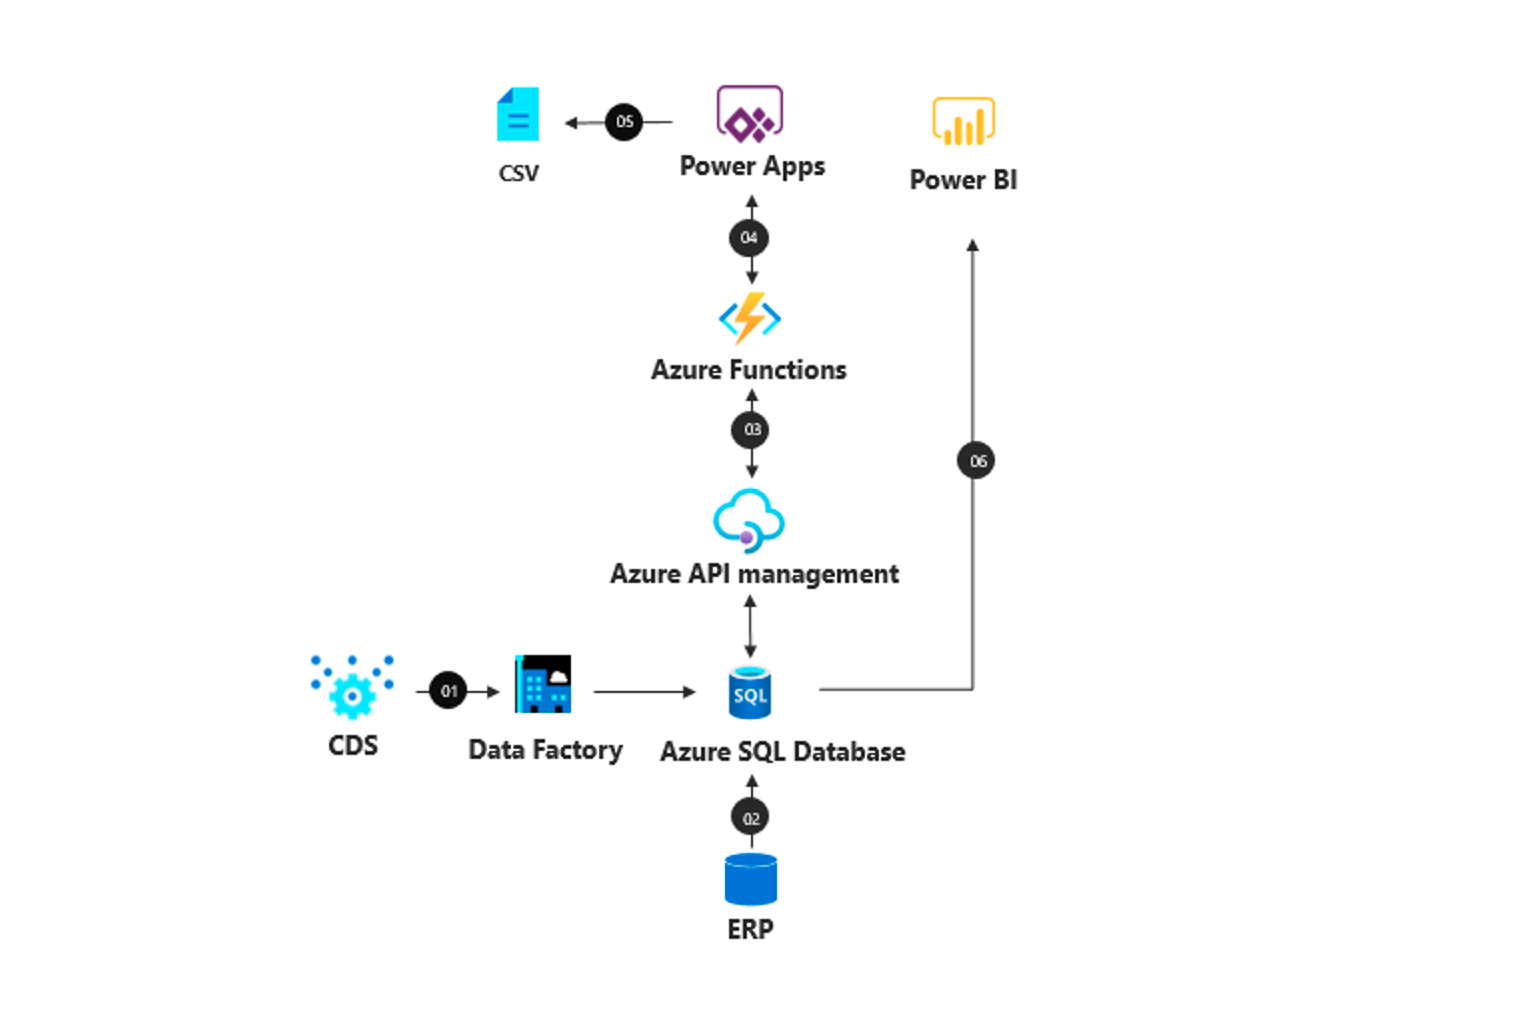 05
CSV
Power Apps
Power BI
04
Azure Functions
03
06
Azure API management
01
SQL
CDS
Data Factory
Azure SQL Database
02
ERP